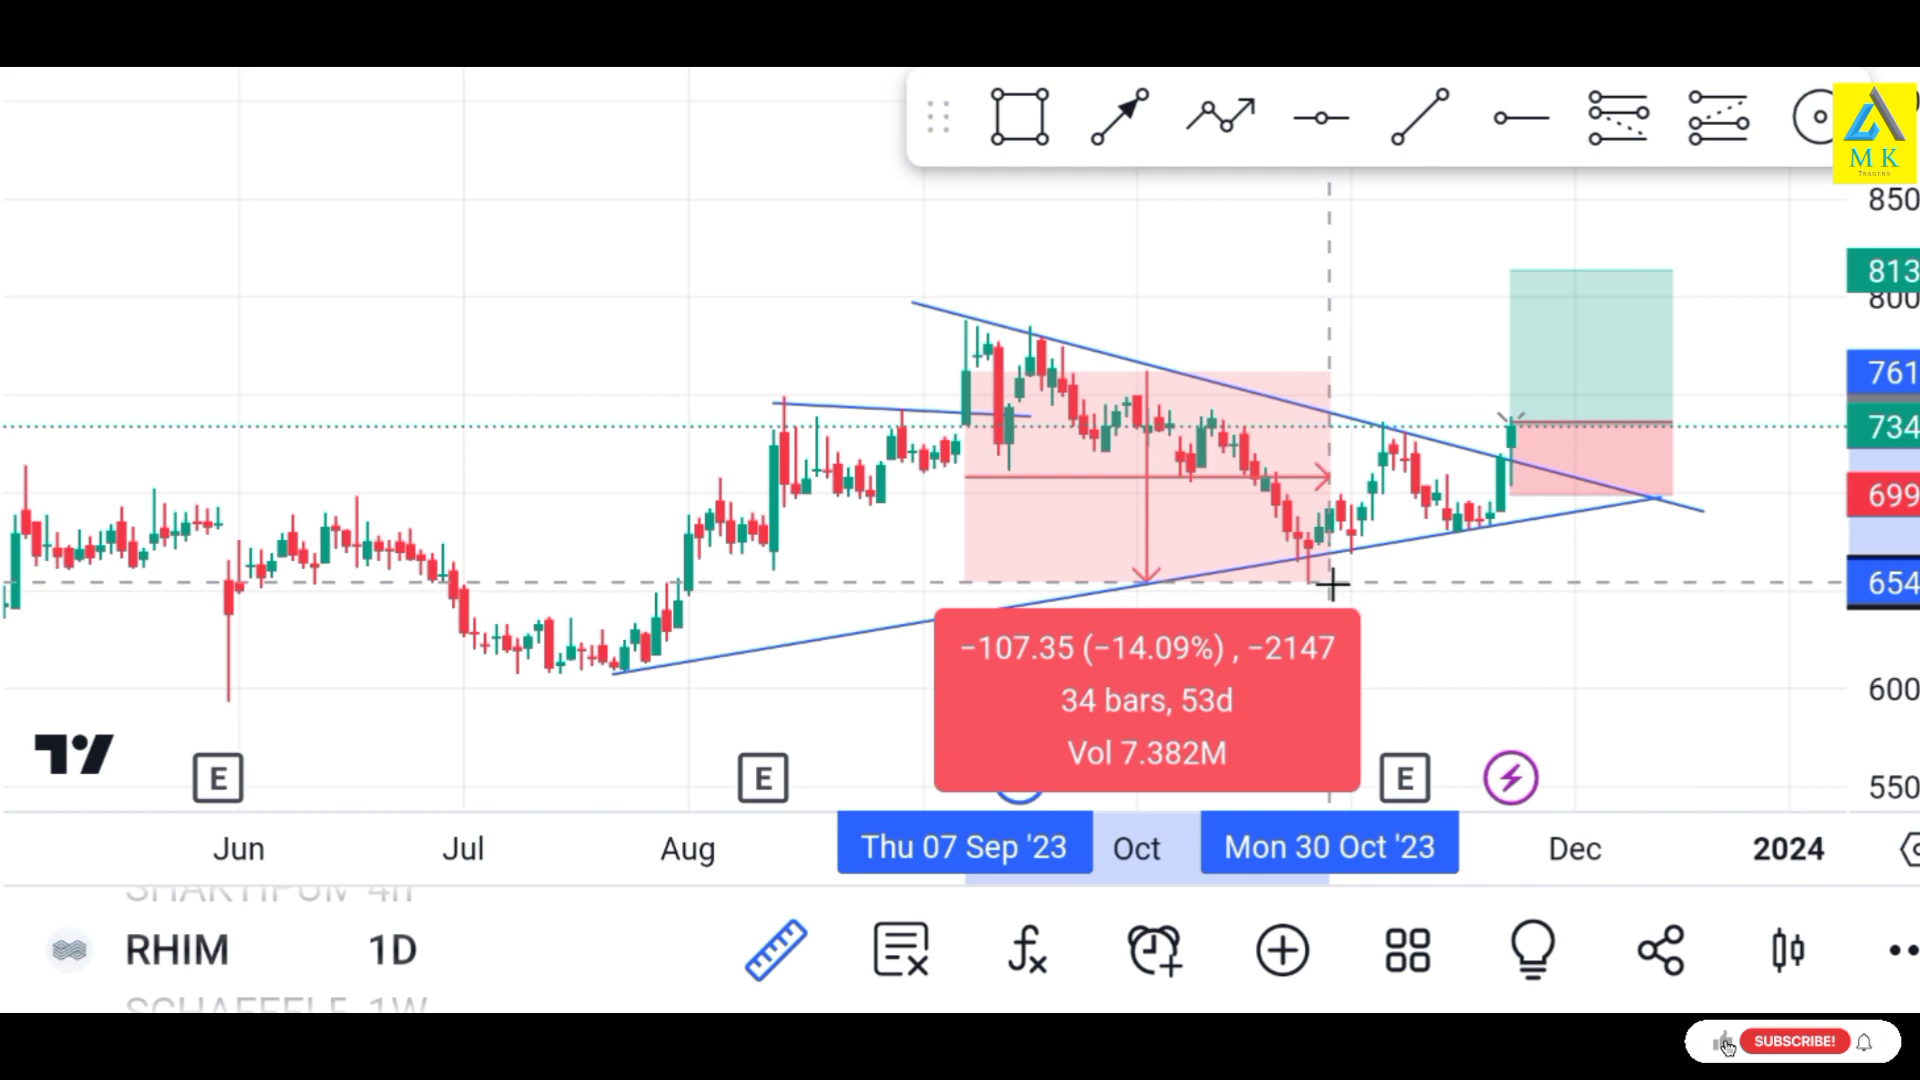 M K
TRADERS
850
813
800
761
734
699
654
600
550
−107.35 (−14.09%) , −2147
34 bars, 53d
Vol 7.382M
E
E
E
Jun
Jul
Aug
Thu 07 Sep '23
Oct
Mon 30 Oct '23
Dec
2024
RHIM 1D
SUBSCRIBE!